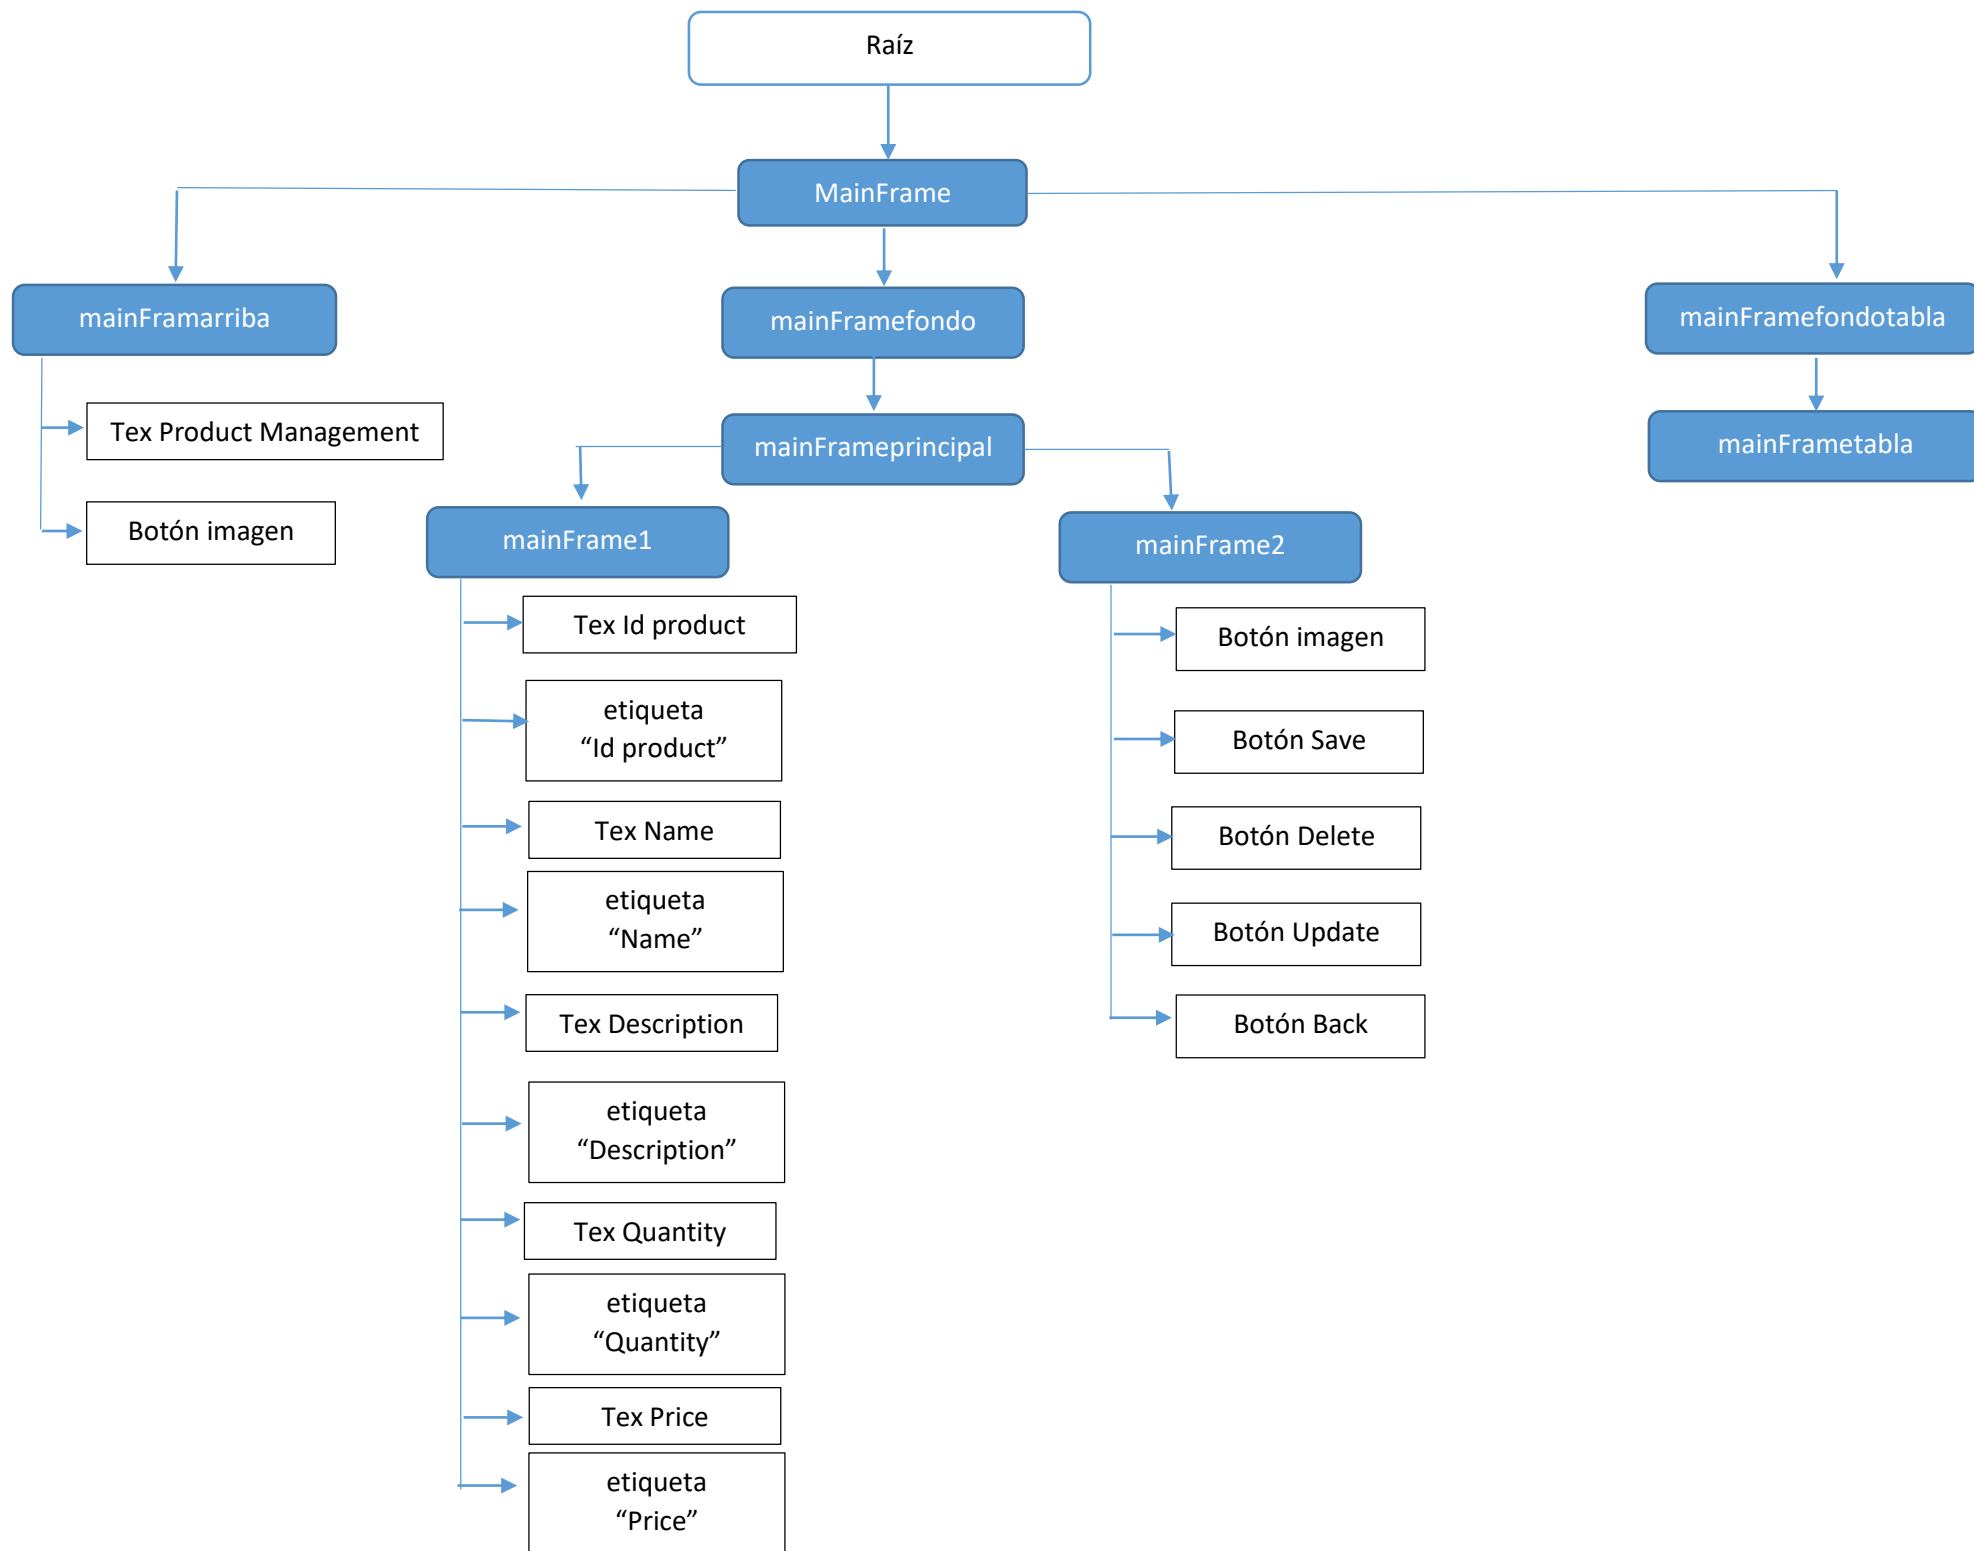 Raíz
MainFrame
mainFramarriba
mainFramefondo
mainFramefondotabla
Tex Product Management
mainFrameprincipal
mainFrametabla
Botón imagen
mainFrame1
mainFrame2
Tex Id product
etiqueta
“Id product”
Tex Name
etiqueta
“Name”
Tex Description
etiqueta
“Description”
Tex Quantity
etiqueta
“Quantity”
Tex Price
etiqueta
“Price”
Botón imagen
Botón Save
Botón Delete
Botón Update
Botón Back